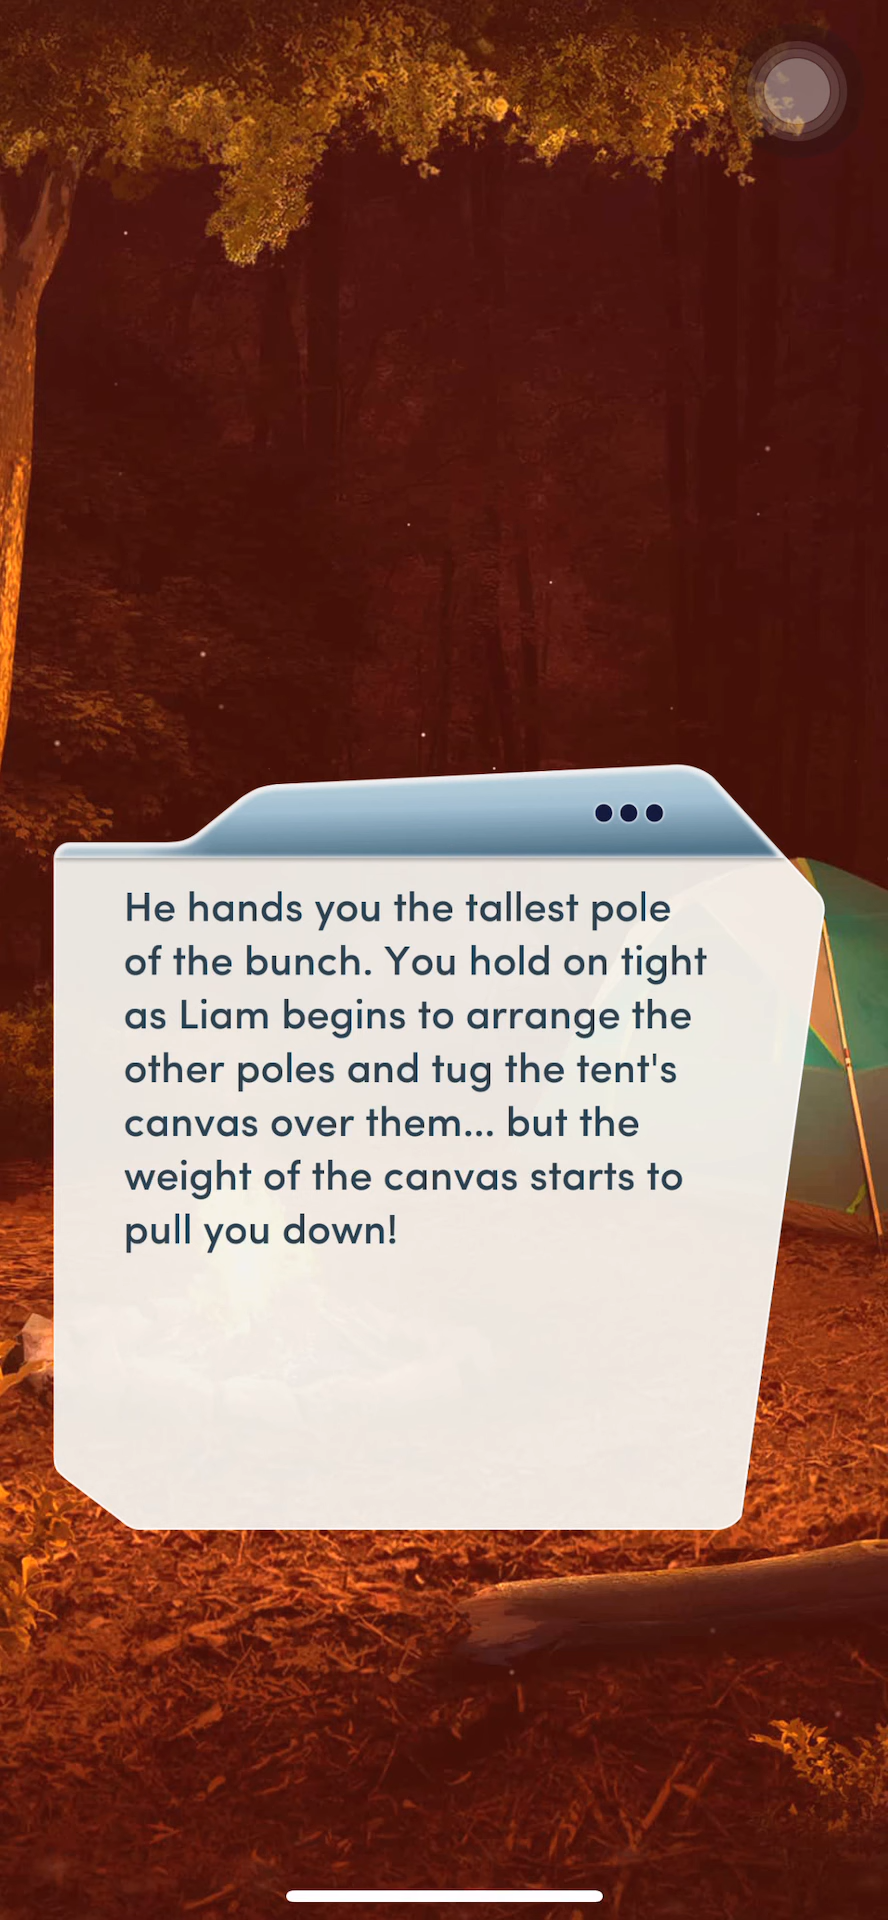 He hands you the tallest pole
of the bunch. You hold on tight
as Liam begins to arrange the
other poles and tug the tent's
canvas over them... but the
weight of the canvas starts to
pull you down!